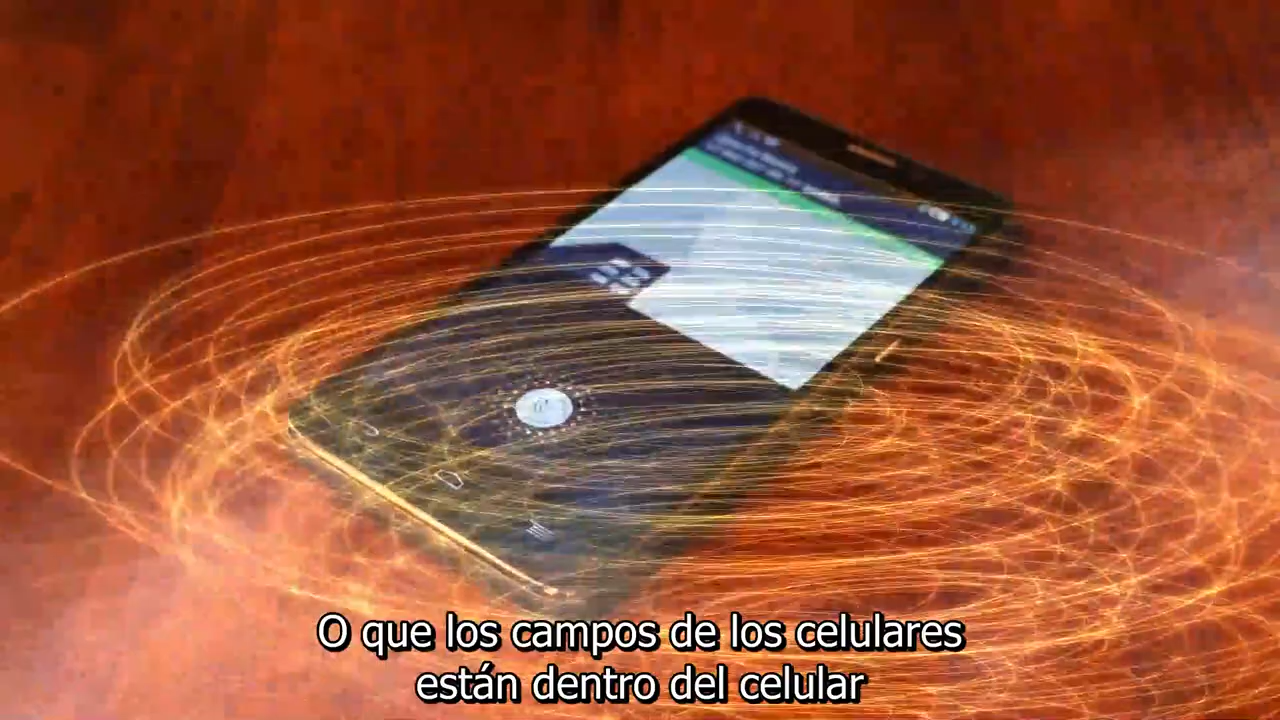 O que los campos de los celulares
están dentro del celular